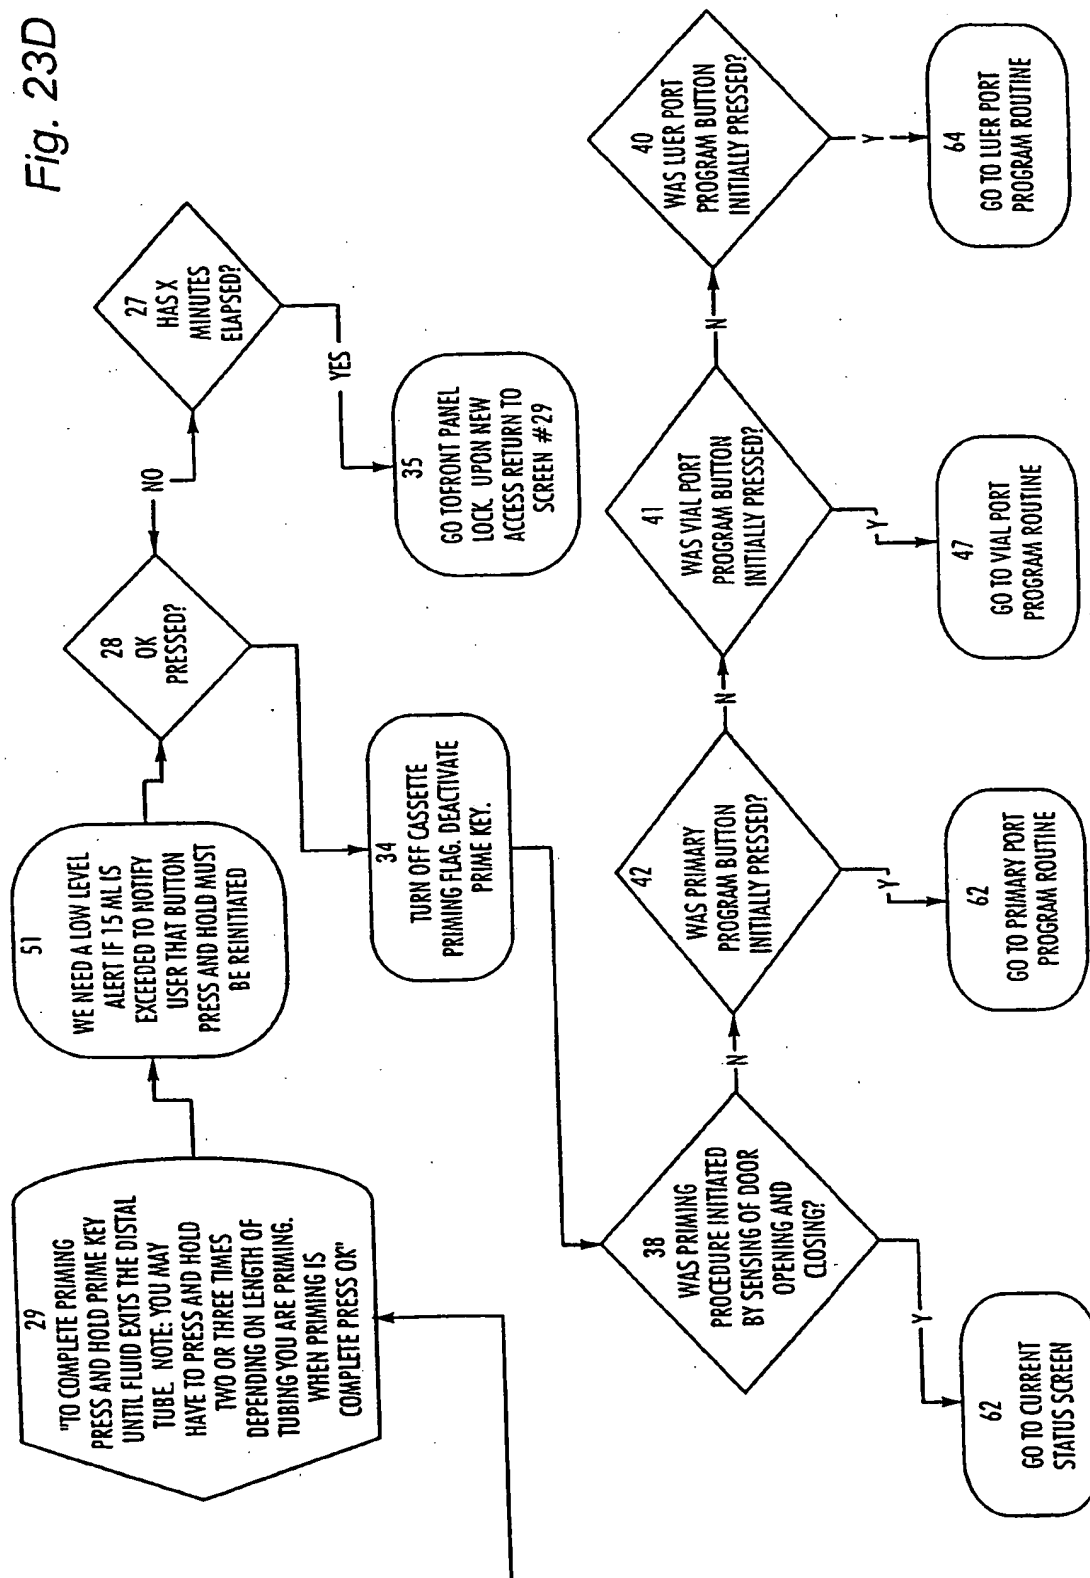 Fig. 23D
29
"TO COMPLETE PRIMING
PRESS AND HOLD PRIME KEY
UNTIL FLUID EXITS THE DISTAL
TUBE. NOTE: YOU MAY
HAVE TO PRESS AND HOLD
TWO OR THREE TIMES
DEPENDING ON LENGTH OF
TUBING YOU ARE PRIMING.
WHEN PRIMING IS
COMPLETE PRESS OK"
51
WE NEED A LOW LEVEL
ALERT IF 15 ML IS
EXCEEDED TO NOTIFY
USER THAT BUTTON
PRESS AND HOLD MUST
BE REINITIATED
28
OK
PRESSED?
NO
27
HAS X
MINUTES
ELAPSED?
YES
35
GO TOFRONT PANEL
LOCK. UPON NEW
ACCESS RETURN TO
SCREEN #29
34
TURN OFF CASSETTE
PRIMING FLAG. DEACTIVATE
PRIME KEY.
38
WAS PRIMING
PROCEDURE INITIATED
BY SENSING OF DOOR
OPENING AND
CLOSING?
N
42
WAS PRIMARY
PROGRAM BUTTON
INITIALLY PRESSED?
N
41
WAS VIAL PORT
PROGRAM BUTTON
INITIALLY PRESSED?
N
40
WAS LUER PORT
PROGRAM BUTTON
INITIALLY PRESSED?
Y
62
GO TO CURRENT
STATUS SCREEN
Y
62
GO TO PRIMARY PORT
PROGRAM ROUTINE
Y
47
GO TO VIAL PORT
PROGRAM ROUTINE
Y
64
GO TO LUER PORT
PROGRAM ROUTINE